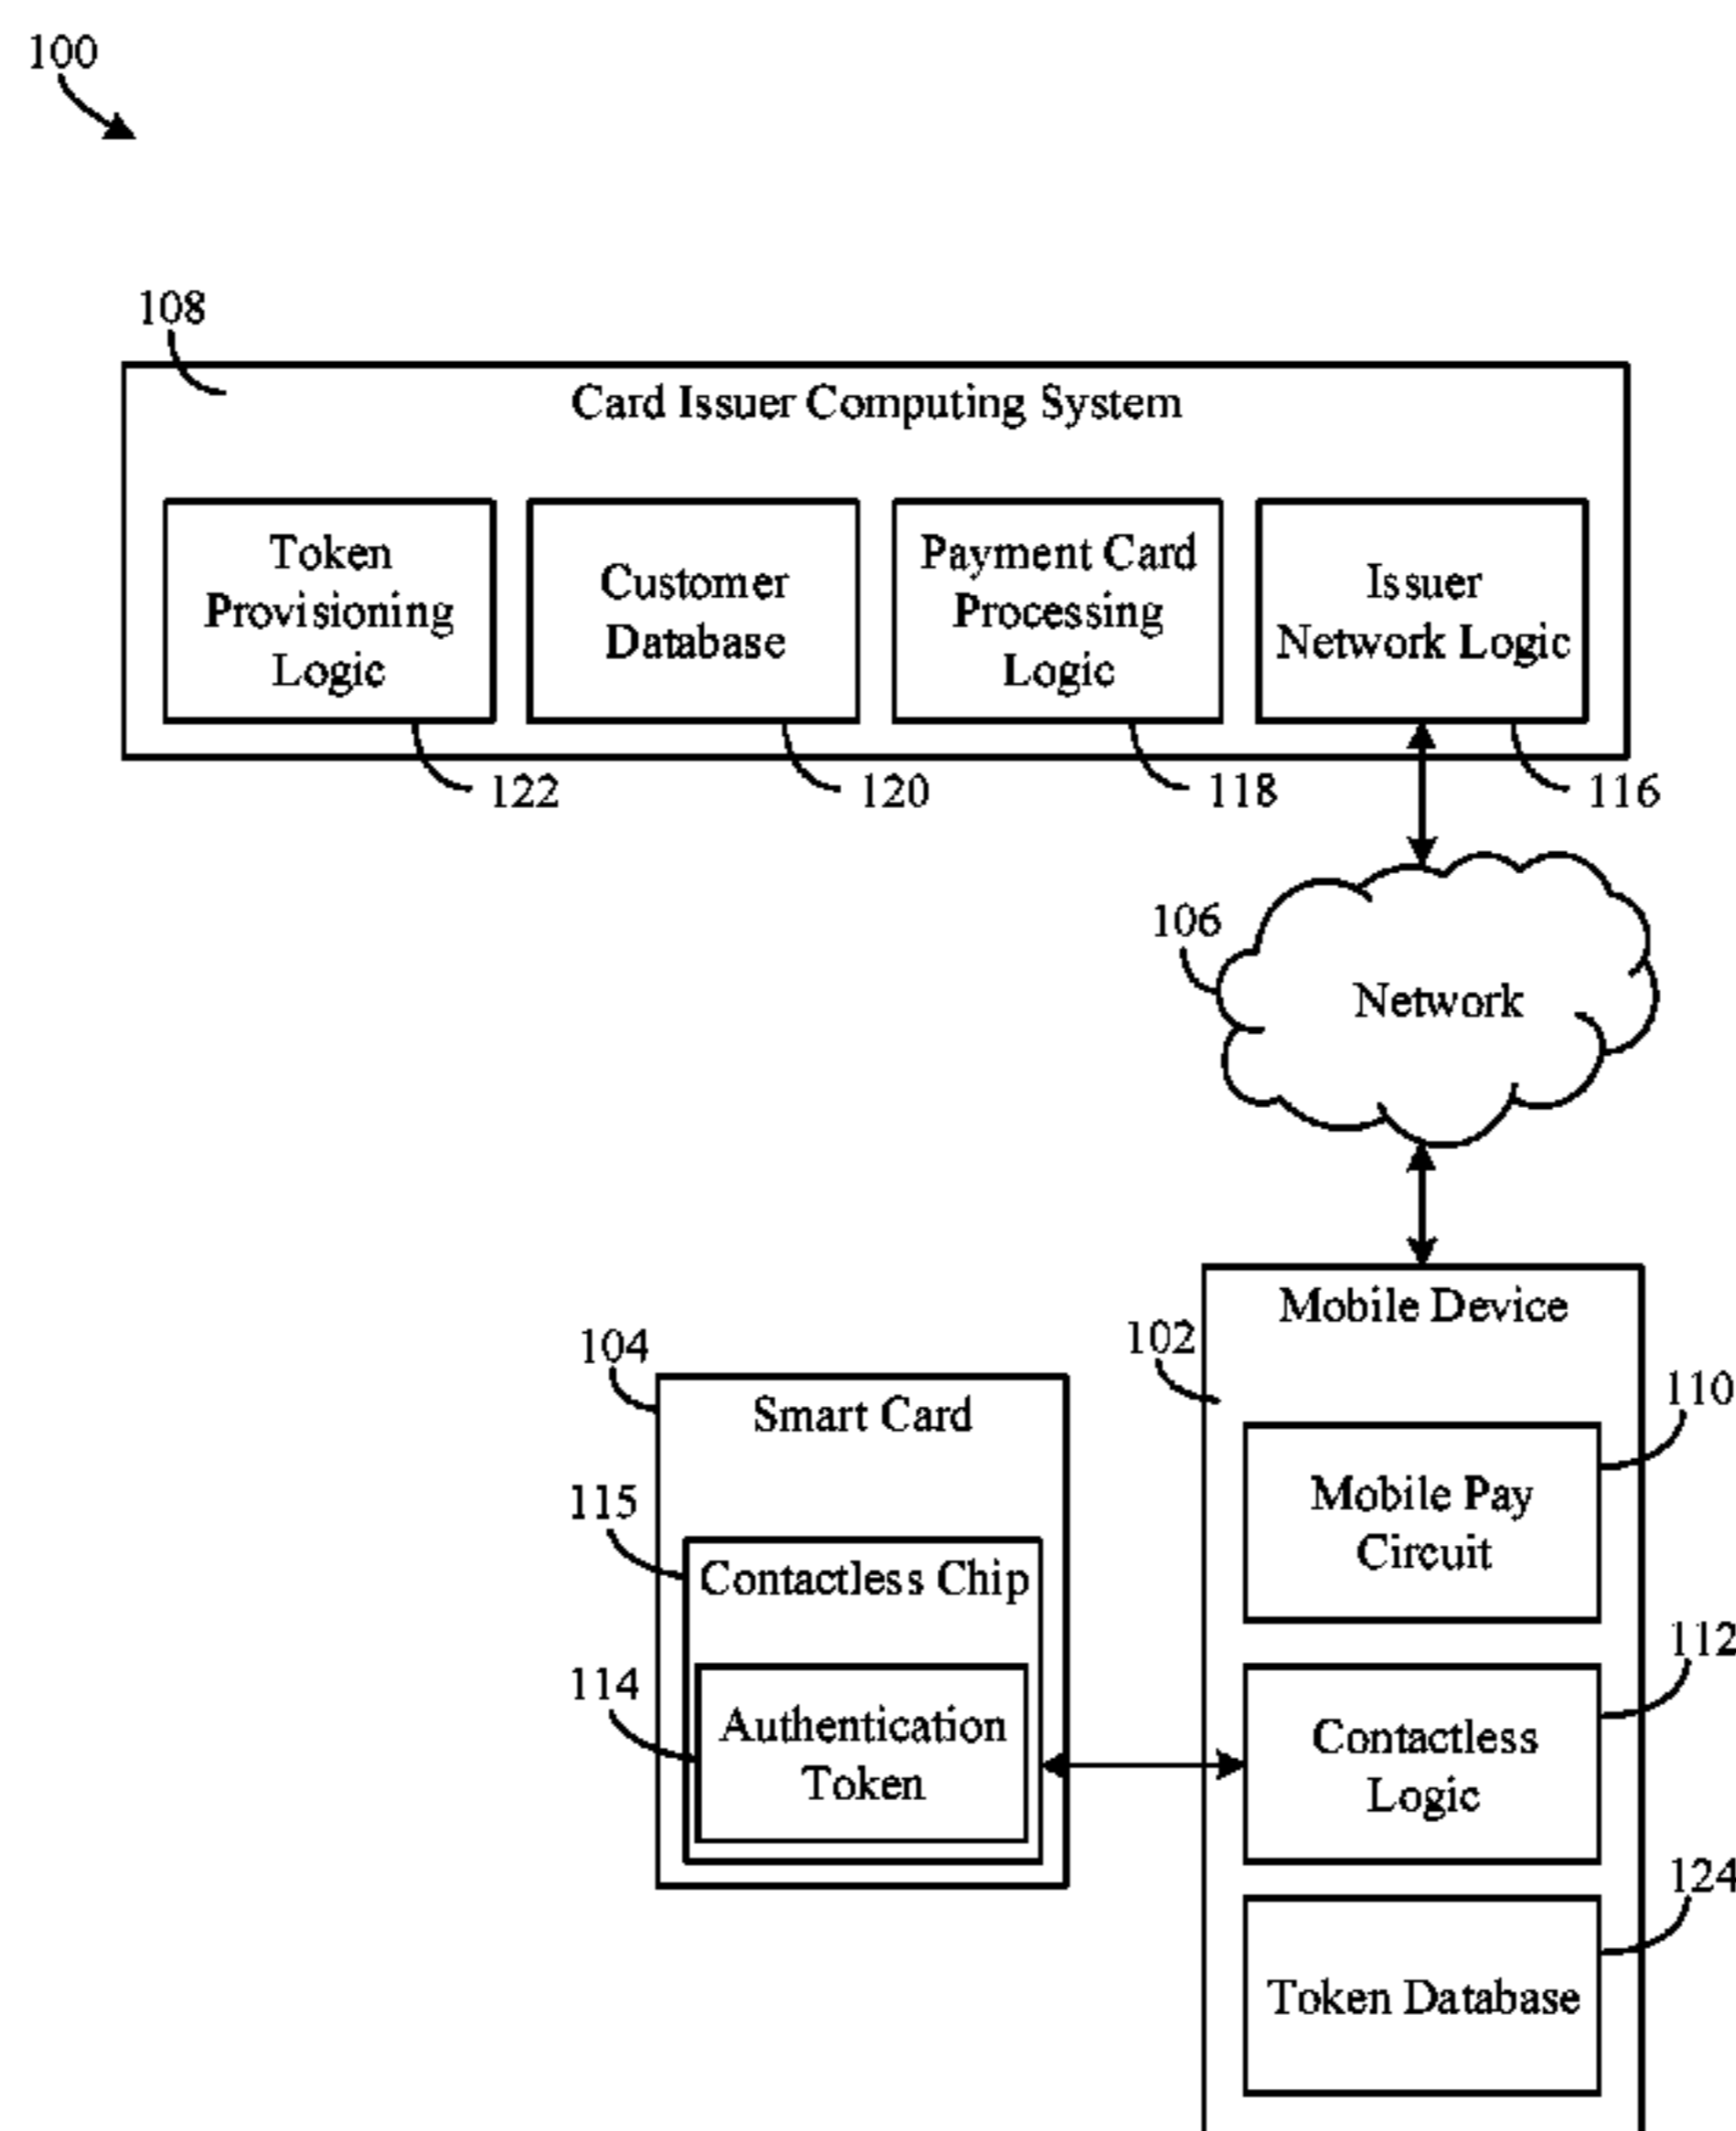 100
108
Card Issuer Computing System
Token
Provisioning
Logic
Customer
Database
Payment Card
Processing
Logic
Issuer
Network Logic
122
120
118
116
106
Network
Mobile Device
102
104
Smart Card
110
Mobile Pay
Circuit
115
Contactless Chip
112
114
Authentication
Token
Contactless
Logic
124
Token Database